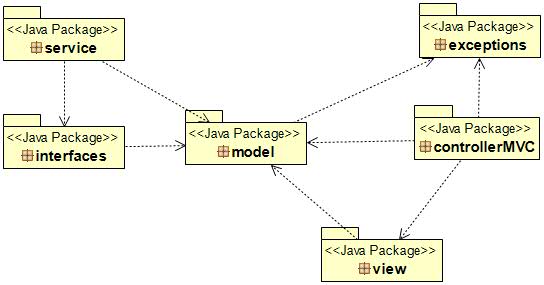 <<Java Package>>
service
<<Java Package>>
exceptions
<<Java Package>>
interfaces
<<Java Package>>
model
<<Java Package>>
controllerMVC
<<Java Package>>
view